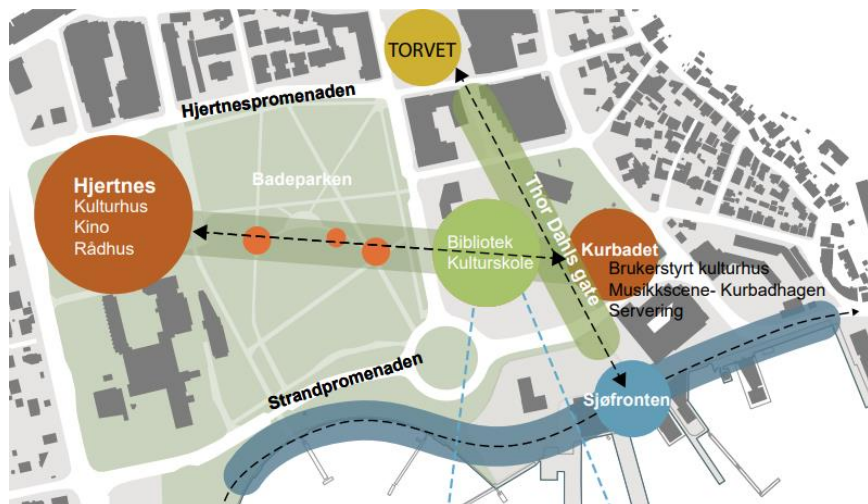 TORVET
Hjertnespromenaden
Hjertnes
Kulturhus
Kino
Rådhus
Badeparken
Thor Dahls gate
Bibliotek
Kulturskole
Kurbadet
Brukerstyrt kulturhus
Musikkscene- Kurbadhagen
Servering
Strandpromenaden
Sjøfronten